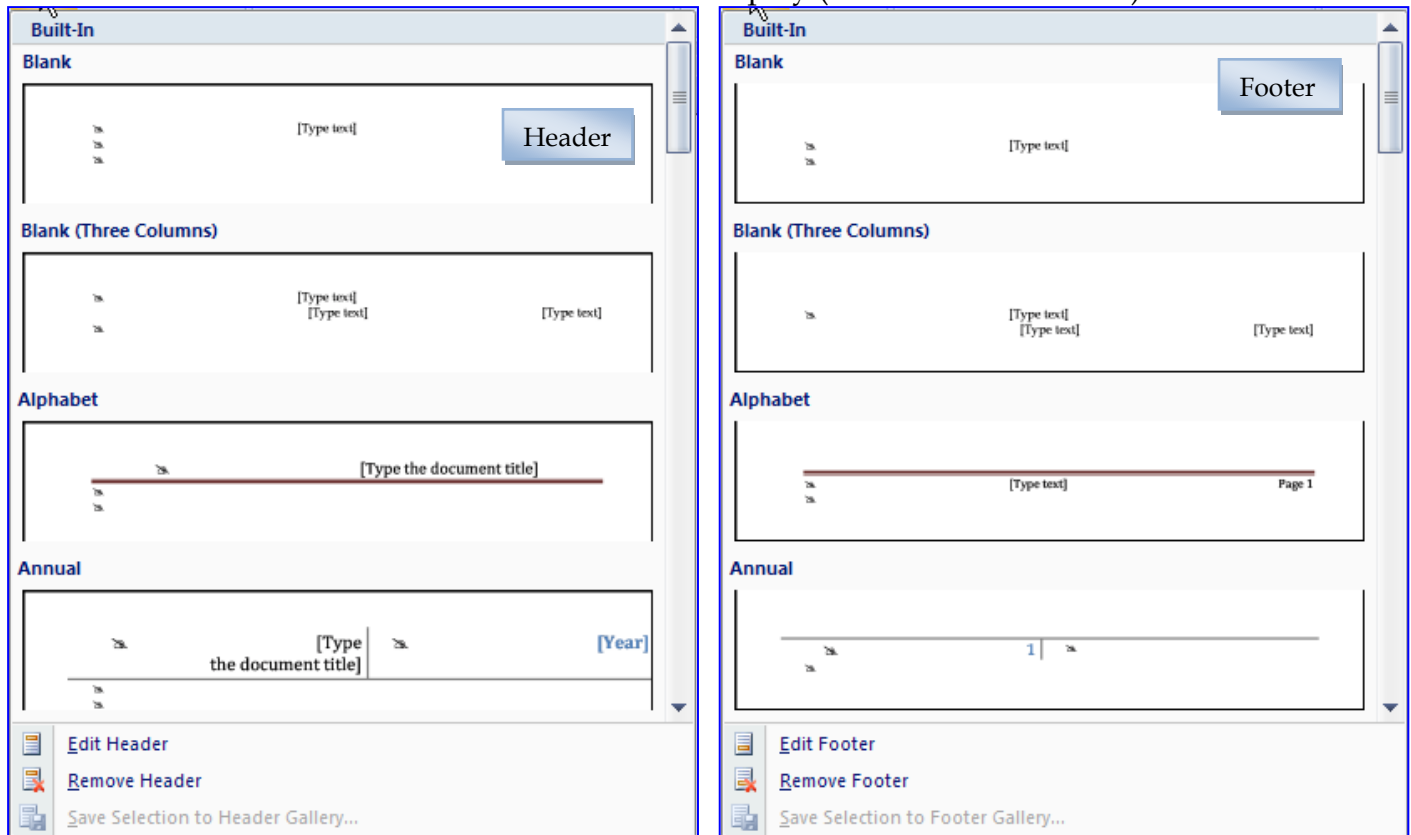 Built-In
Blank
[Type text]
Header
Blank (Three Columns)
[Type text]
[Type text] [Type text]
Alphabet
[Type the document title]
Annual
[Type [Year]
the document title]
Edit Header
Remove Header
Save Selection to Header Gallery...
Built-In
Blank
Footer
[Type text]
Blank (Three Columns)
[Type text]
[Type text] [Type text]
Alphabet
[Type text] Page 1
Annual
1
Edit Footer
Remove Footer
Save Selection to Footer Gallery...